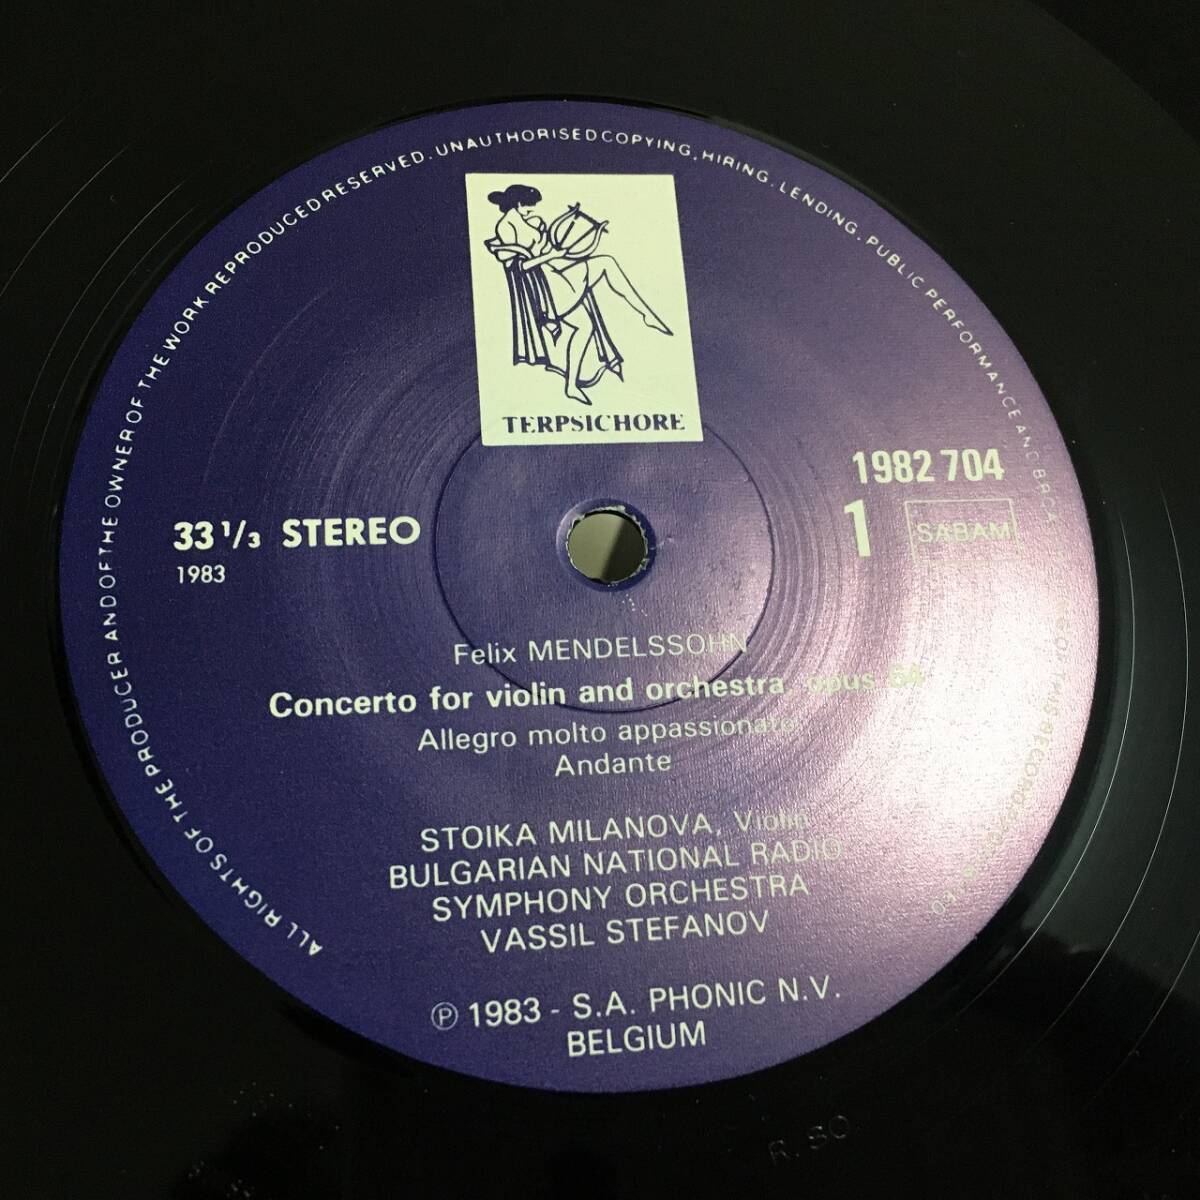 ALL RIGHTS OF THE PRODUCER AND OF THE OWNER OF THE WORK REPRODUCED RESERVED. UNAUTHORISED COPYING, HIRING. LENDING. PUBLIC PERFORMANCE AND
TERPSICHORE
1982 704
33 1/3 STEREO
1
SABAM
1983
Felix MENDELSSOHN
Concerto for violin and orchestra, opus 64
Allegro molto appassionato
Andante
STOIKA MILANOVA, Violin
BULGARIAN NATIONAL RADIO
SYMPHONY ORCHESTRA
VASSIL STEFANOV
℗ 1983 - S.A. PHONIC N.V.
BELGIUM
R. SO